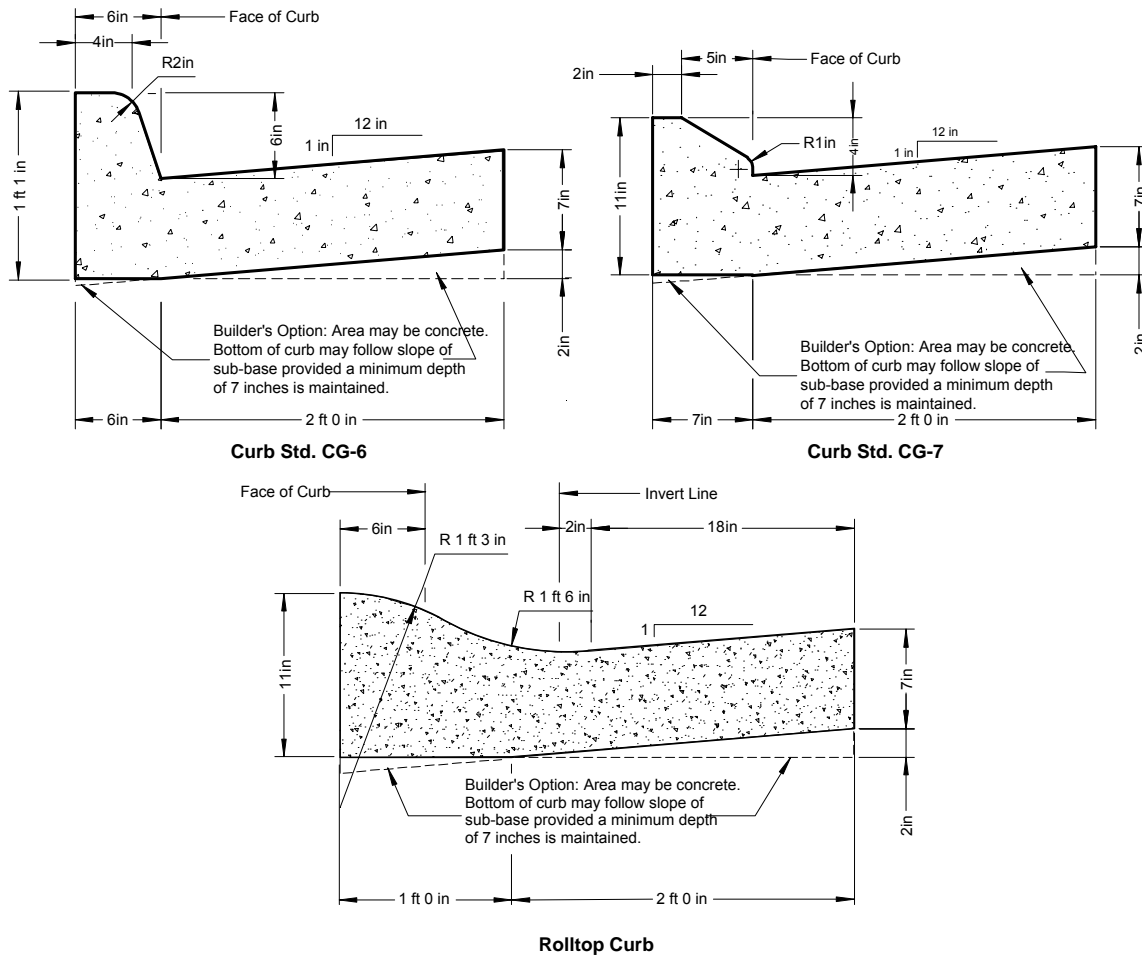 6in
Face of Curb
4in
R2in
6in
12 in
1 in
1 ft 1 in
7in
2in
Builder's Option: Area may be concrete.
Bottom of curb may follow slope of
sub-base provided a minimum depth
of 7 inches is maintained.
6in
2 ft 0 in
Curb Std. CG-6
5in
Face of Curb
2in
12 in
1 in
R1in
4in
11in
7in
2in
Builder's Option: Area may be concrete.
Bottom of curb may follow slope of
sub-base provided a minimum depth
of 7 inches is maintained.
7in
2 ft 0 in
Curb Std. CG-7
Face of Curb
Invert Line
6in
2in
18in
R 1 ft 3 in
R 1 ft 6 in
12
1
11in
7in
2in
Builder's Option: Area may be concrete.
Bottom of curb may follow slope of
sub-base provided a minimum depth
of 7 inches is maintained.
1 ft 0 in
2 ft 0 in
Rolltop Curb